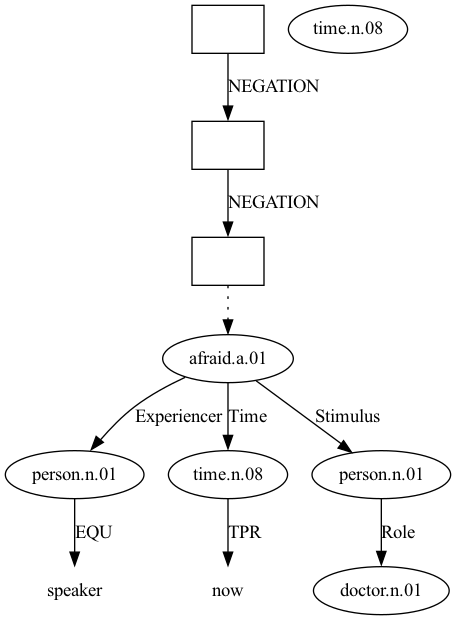 time.n.08
NEGATION
NEGATION
afraid.a.01
Experiencer Time Stimulus
person.n.01 time.n.08 person.n.01
EQU TPR Role
speaker now doctor.n.01